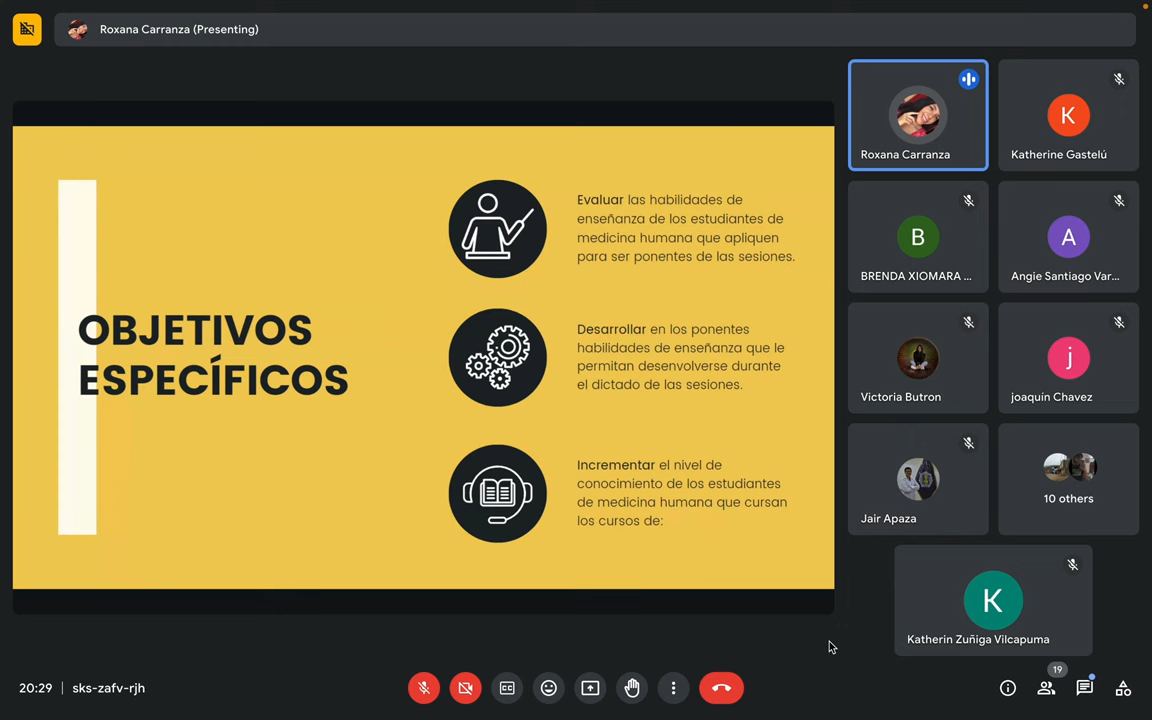 Roxana Carranza (Presenting)
OBJETIVOS
ESPECÍFICOS
Evaluar las habilidades de
enseñanza de los estudiantes de
medicina humana que apliquen
para ser ponentes de las sesiones.
Desarrollar en los ponentes
habilidades de enseñanza que le
permitan desenvolverse durante
el dictado de las sesiones.
Incrementar el nivel de
conocimiento de los estudiantes
de medicina humana que cursan
los cursos de:
Roxana Carranza
K
Katherine Gastelú
B
BRENDA XIOMARA ...
A
Angie Santiago Var...
Victoria Butron
j
joaquín Chavez
Jair Apaza
10 others
K
Katherin Zuñiga Vilcapuma
20:29 | sks-zafv-rjh
19